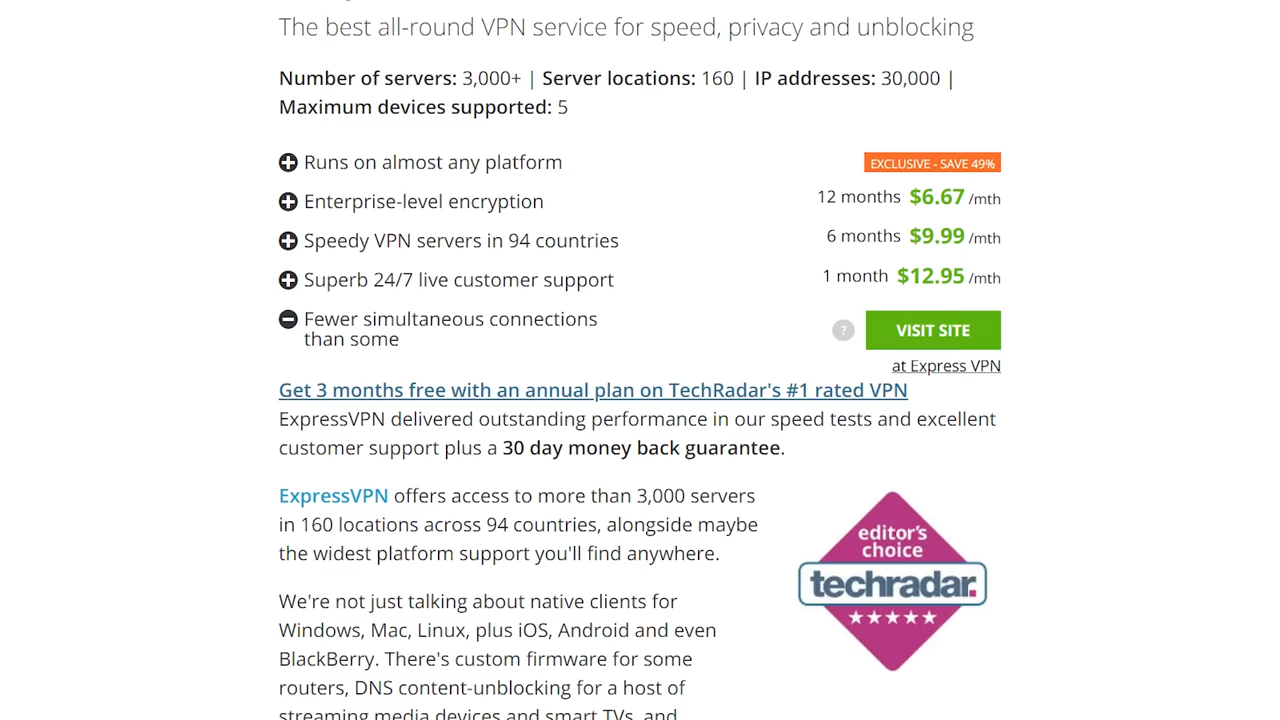 The best all-round VPN service for speed, privacy and unblocking
Number of servers: 3,000+ | Server locations: 160 | IP addresses: 30,000 |
Maximum devices supported: 5
Runs on almost any platform
Enterprise-level encryption
Speedy VPN servers in 94 countries
Superb 24/7 live customer support
Fewer simultaneous connections
than some
EXCLUSIVE - SAVE 49%
12 months $6.67 /mth
6 months $9.99 /mth
1 month $12.95 /mth
? VISIT SITE
at Express VPN
Get 3 months free with an annual plan on TechRadar's #1 rated VPN
ExpressVPN delivered outstanding performance in our speed tests and excellent
customer support plus a 30 day money back guarantee.
ExpressVPN offers access to more than 3,000 servers
in 160 locations across 94 countries, alongside maybe
the widest platform support you'll find anywhere.
We're not just talking about native clients for
Windows, Mac, Linux, plus iOS, Android and even
BlackBerry. There's custom firmware for some
routers, DNS content-unblocking for a host of
streaming media devices and smart TVs, and
editor's
choice
techradar.